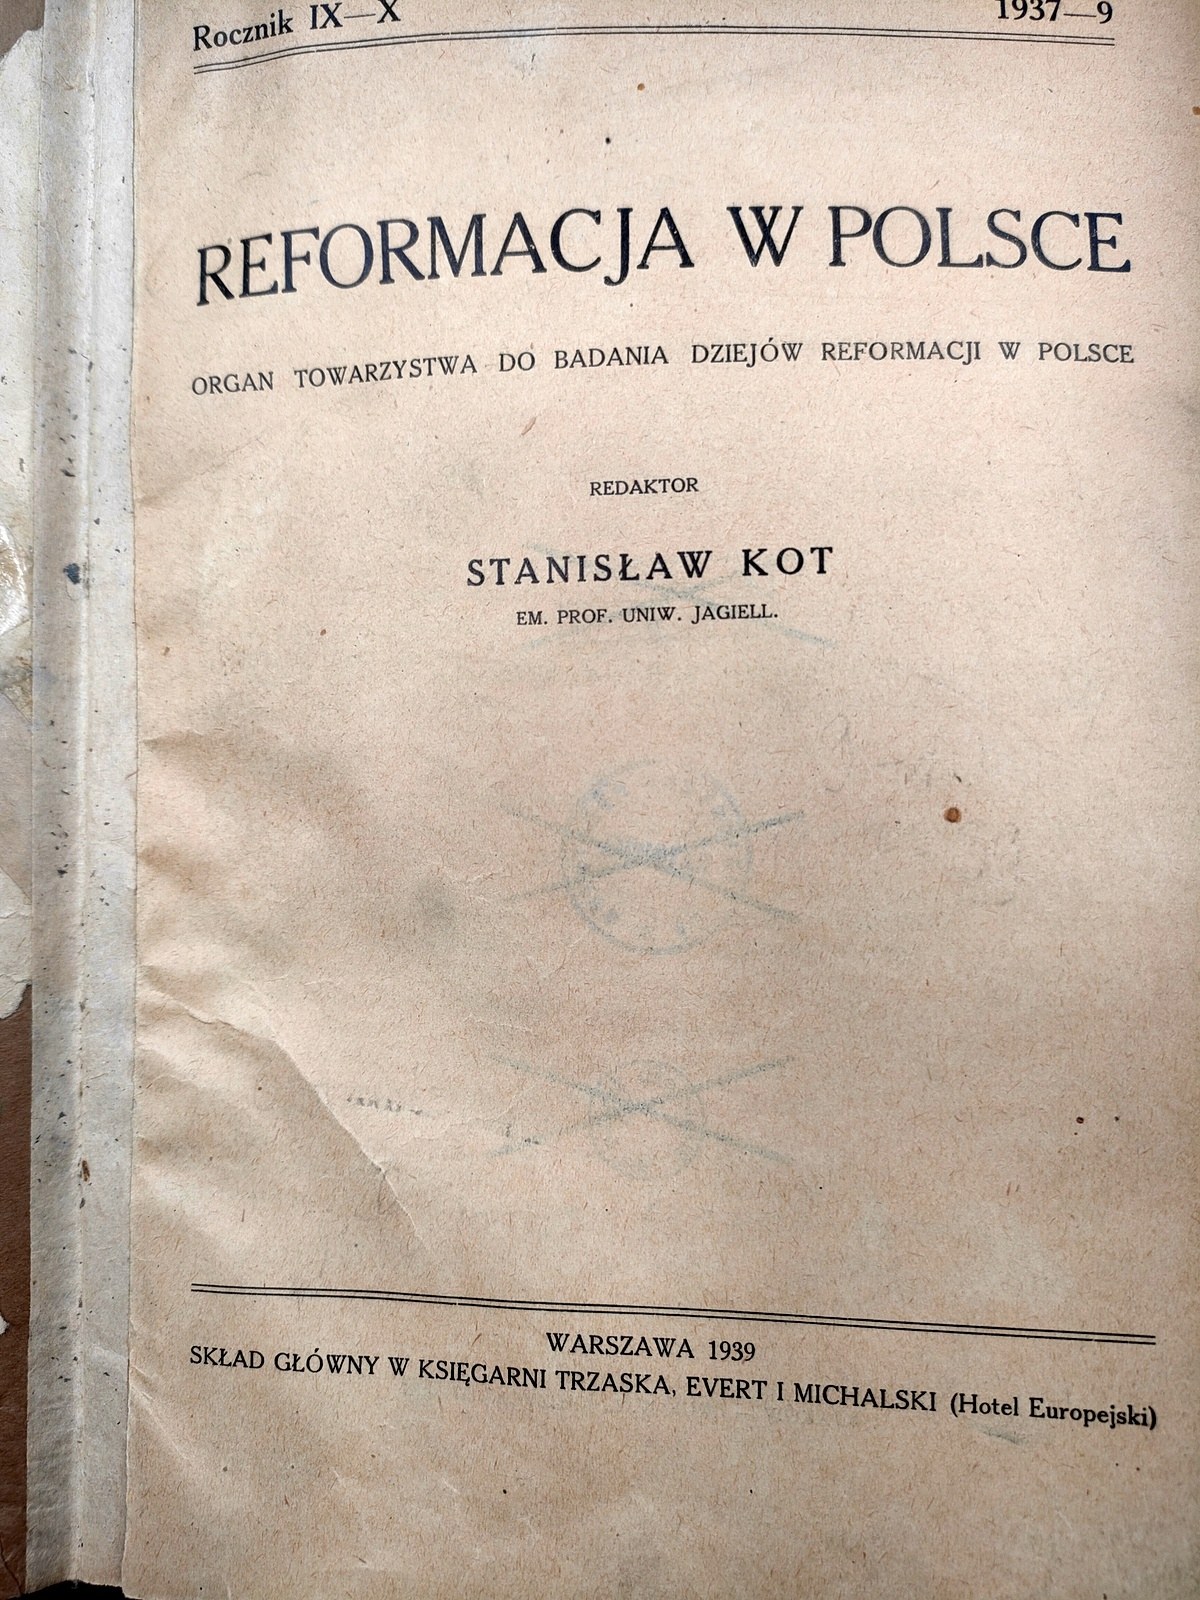 Rocznik IX—X 1937—9
REFORMACJA W POLSCE
ORGAN TOWARZYSTWA DO BADANIA DZIEJÓW REFORMACJI W POLSCE
REDAKTOR
STANISŁAW KOT
EM. PROF. UNIW. JAGIELL.
WARSZAWA 1939
SKŁAD GŁÓWNY W KSIĘGARNI TRZASKA, EVERT I MICHALSKI (Hotel Europejski)